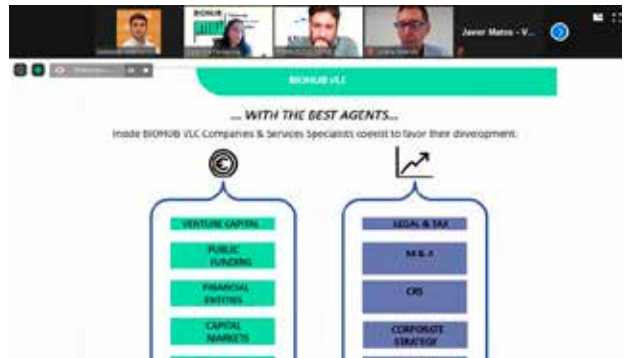 BIOHUB
Javier Matos - V...
BIOHUB VLC
... WITH THE BEST AGENTS...
Inside BIOHUB VLC Companies & Services Specialists coexist to favor their development.
VENTURE CAPITAL
PUBLIC
FUNDING
FINANCIAL
ENTITIES
CAPITAL
MARKETS
LEGAL & TAX
M & A
CRS
CORPORATE
STRATEGY